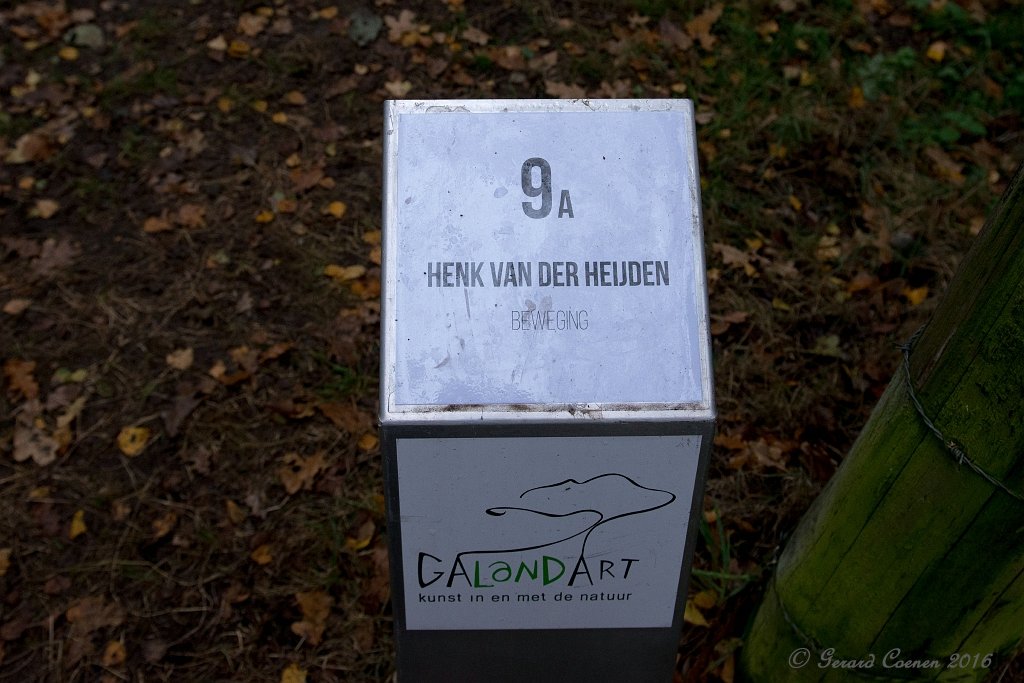 9A
HENK VAN DER HEIJDEN
BEWEGING
GALANDART
kunst in en met de natuur
© Gerard Coenen 2016